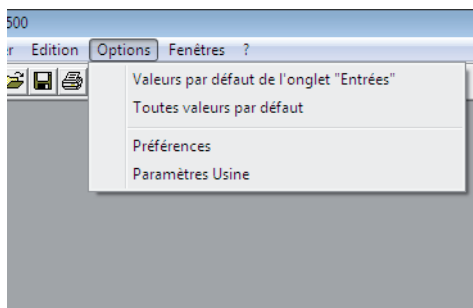 500
r Edition Options Fenêtres ?
Valeurs par défaut de l'onglet "Entrées"
Toutes valeurs par défaut
Préférences
Paramètres Usine